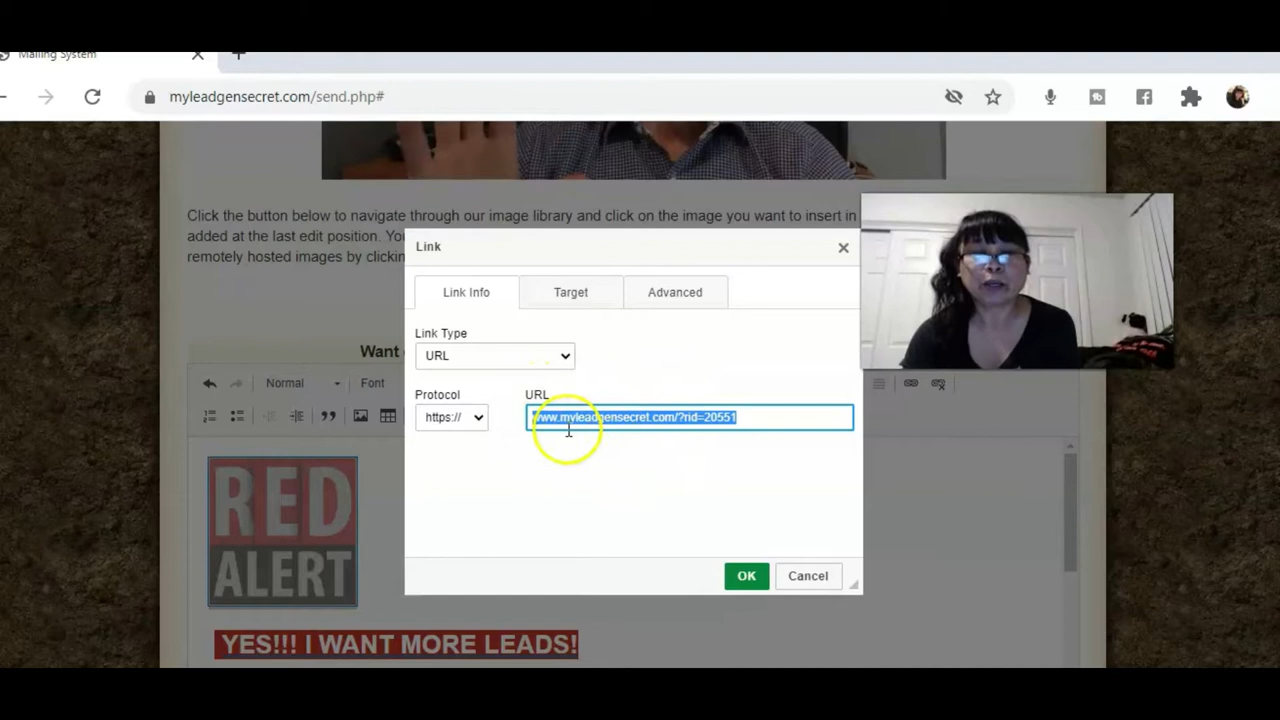 Mailing System
myleadgensecret.com/send.php#
Click the button below to navigate through our image library and click on the image you want to insert in
added at the last edit position. You
remotely hosted images by clickin
Link
Link Info Target Advanced
Link Type
URL
Protocol URL
https:// www.myleadgensecret.com/?rid=20551
OK Cancel
Want
Normal Font
RED
ALERT
YES!!! I WANT MORE LEADS!